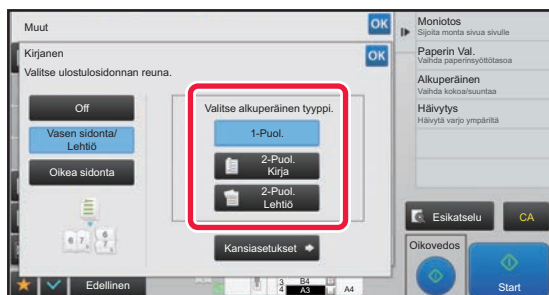 Muut
OK
Kirjanen
OK
Valitse ulostulosidonnan reuna.
Off
Vasen sidonta/
Lehtiö
Oikea sidonta
Valitse alkuperäinen tyyppi.
1-Puol.
2-Puol.
Kirja
2-Puol.
Lehtiö
Kansiasetukset
Edellinen
3 B4
4 A3
A4
Moniotos
Sijoita monta sivua sivulle
Paperin Val.
Vaihda paperinsyöttötasoa
Alkuperäinen
Vaihda kokoa/suuntaa
Häivytys
Häivytä varjo ympäriltä
Esikatselu
CA
Oikovedos
Start